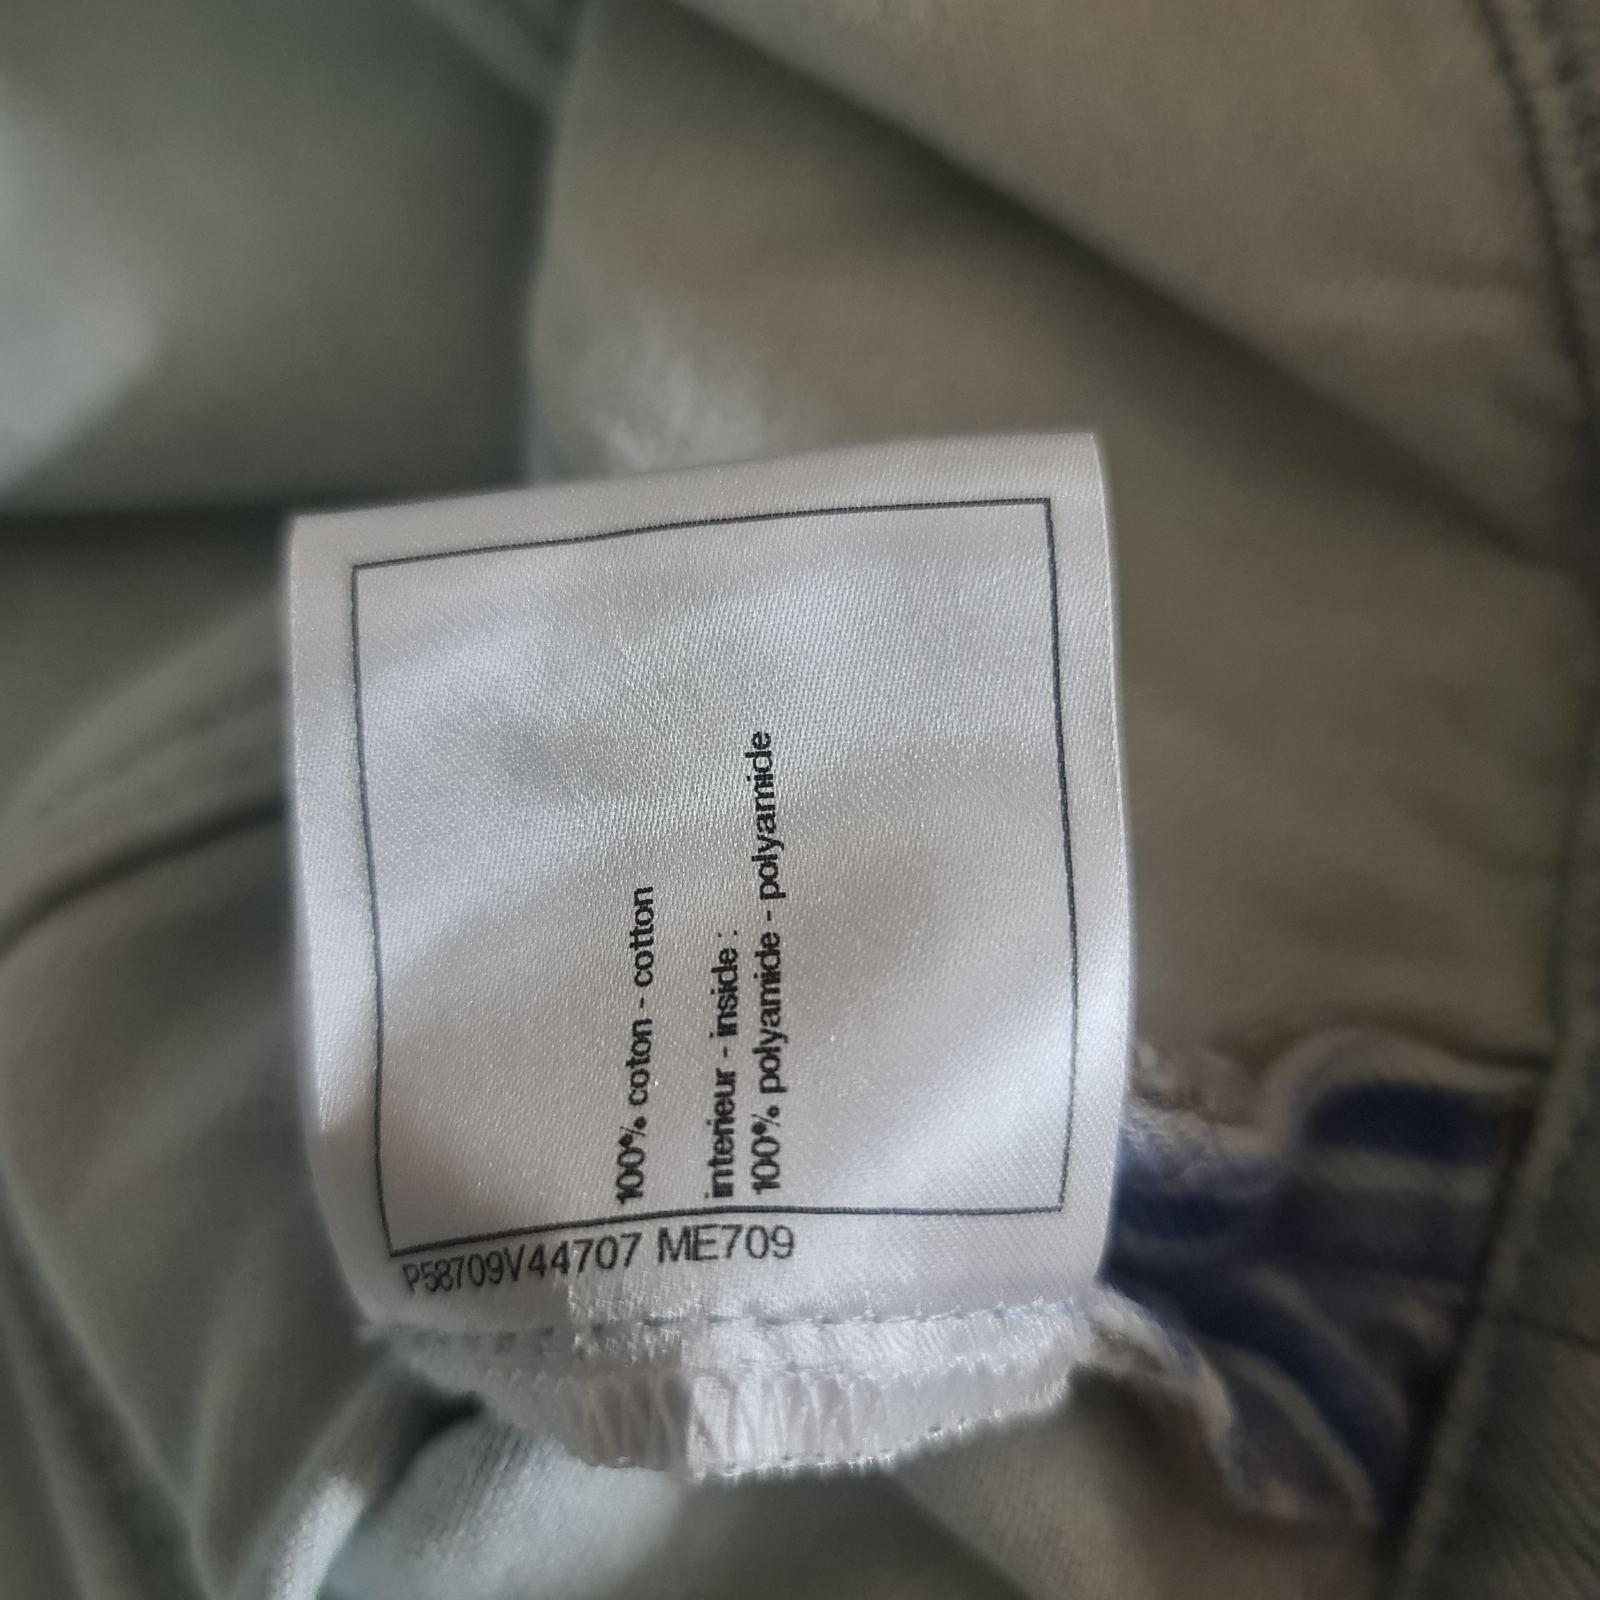 100% coton - cotton
interieur - inside :
100% polyamide - polyamide
P58709V44707 ME709